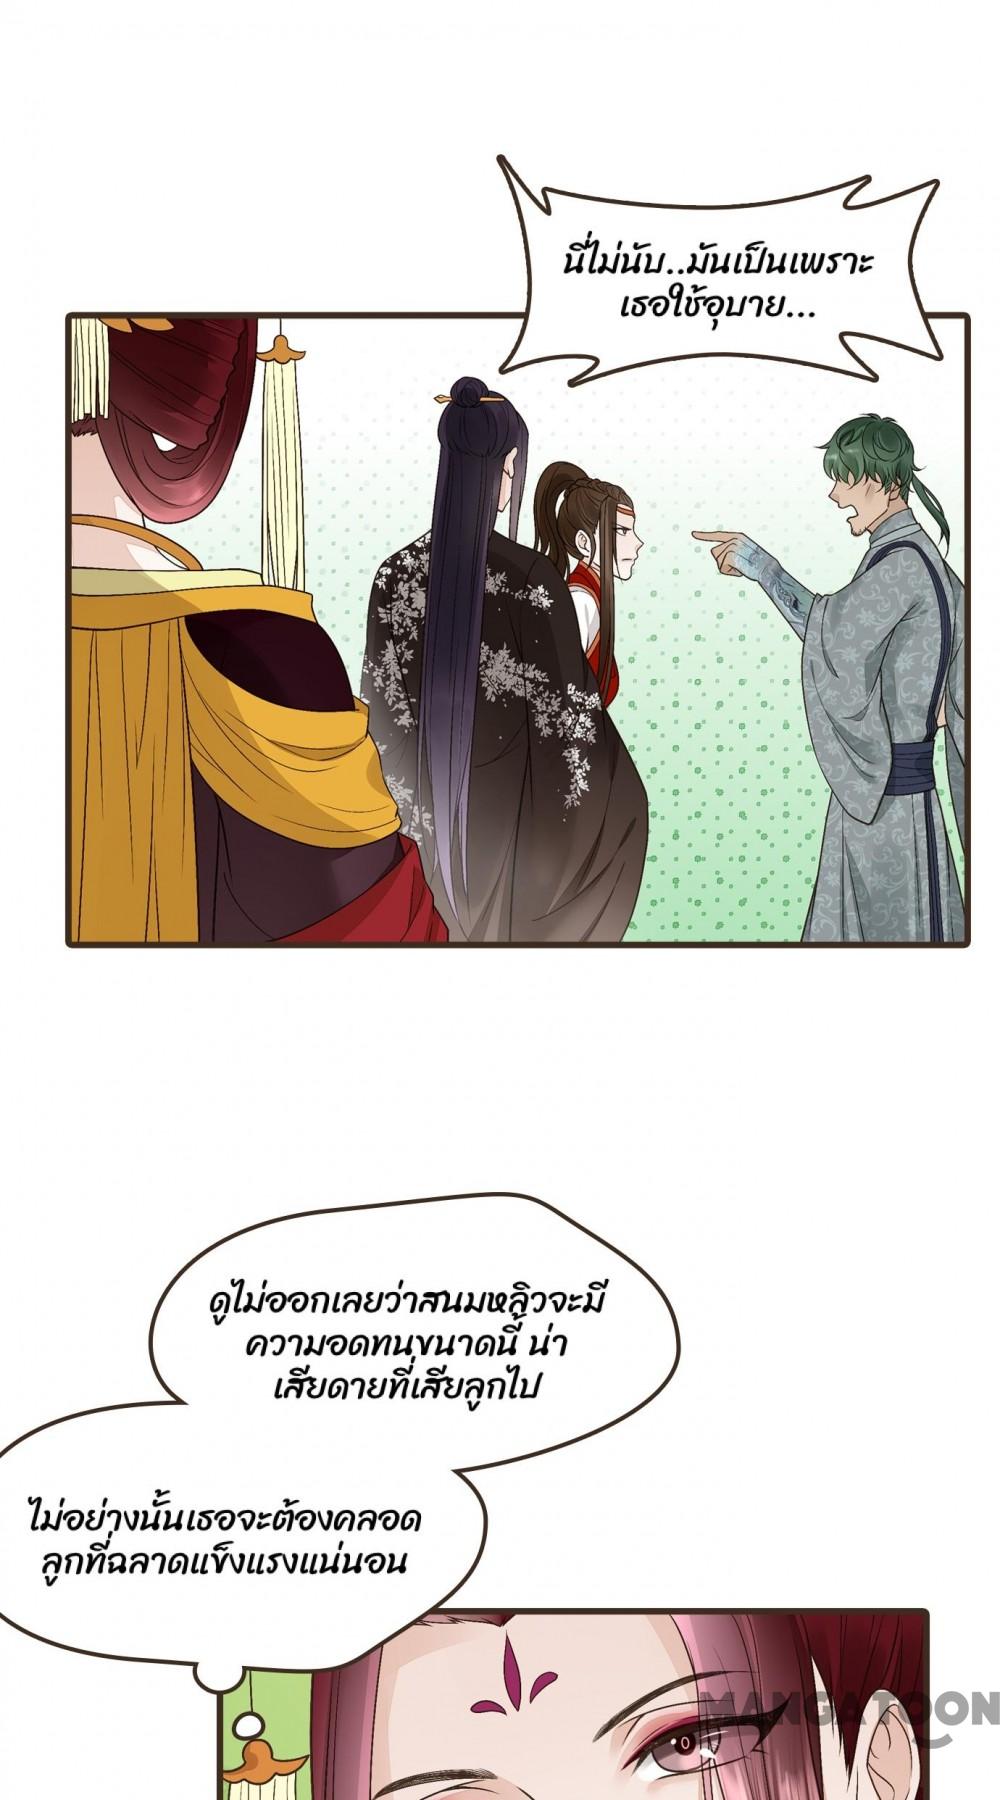 นี่ไม่นับ..มันเป็นเพราะ
เธอใช้อุบาย...
ดูไม่ออกเลยว่าสนมหลิวจะมี
ความอดทนขนาดนี้ น่า
เสียดายที่เสียลูกไป
ไม่อย่างนั้นเธอจะต้องคลอด
ลูกที่ฉลาดแข็งแรงแน่นอน
MANGATOON